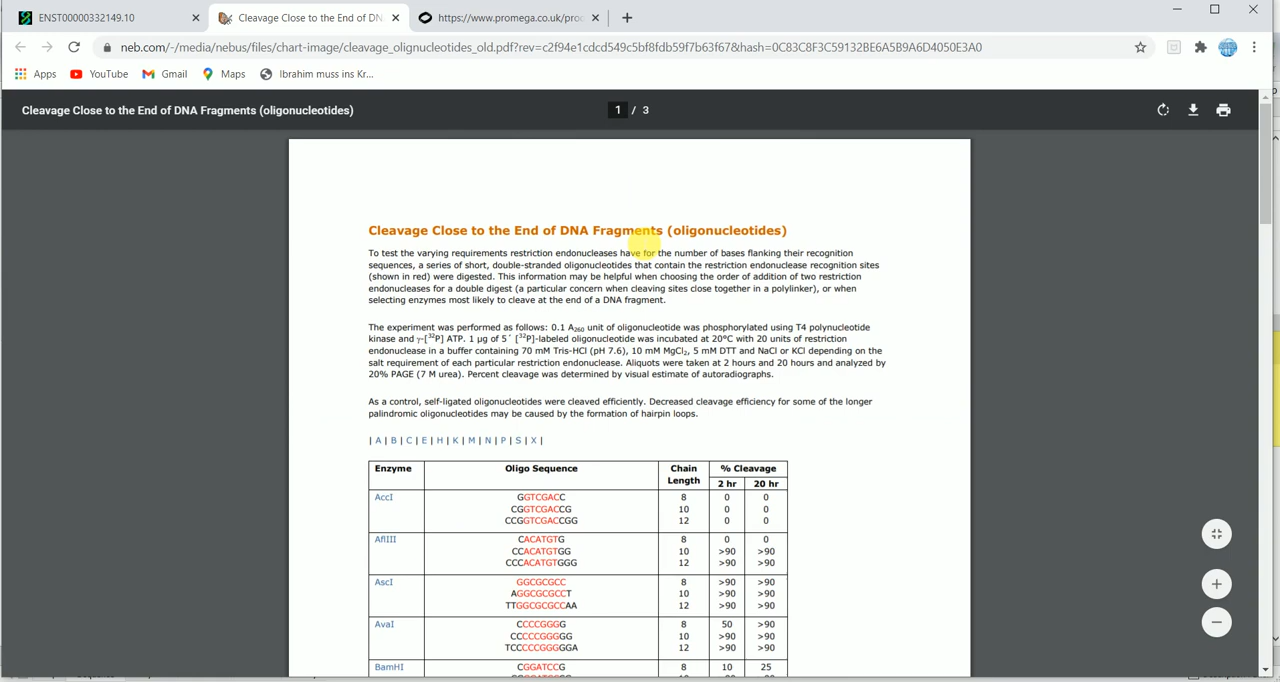 ENST00000332149.10
Cleavage Close to the End of DN
https://www.promega.co.uk/proc
neb.com/-/media/nebus/files/chart-image/cleavage_olignucleotides_old.pdf?rev=c2f94e1cdcd549c5bf8fdb59f7b63f67&hash=0C83C8F3C59132BE6A5B9A6D4050E3A0
Apps YouTube Gmail Maps Ibrahim muss ins Kr...
Cleavage Close to the End of DNA Fragments (oligonucleotides) 1 / 3
Cleavage Close to the End of DNA Fragments (oligonucleotides)
To test the varying requirements restriction endonucleases have for the number of bases flanking their recognition
sequences, a series of short, double-stranded oligonucleotides that contain the restriction endonuclease recognition sites
(shown in red) were digested. This information may be helpful when choosing the order of addition of two restriction
endonucleases for a double digest (a particular concern when cleaving sites close together in a polylinker), or when
selecting enzymes most likely to cleave at the end of a DNA fragment.
The experiment was performed as follows: 0.1 A260 unit of oligonucleotide was phosphorylated using T4 polynucleotide
kinase and γ-[32P] ATP. 1 µg of 5´ [32P]-labeled oligonucleotide was incubated at 20°C with 20 units of restriction
endonuclease in a buffer containing 70 mM Tris-HCl (pH 7.6), 10 mM MgCl2, 5 mM DTT and NaCl or KCl depending on the
salt requirement of each particular restriction endonuclease. Aliquots were taken at 2 hours and 20 hours and analyzed by
20% PAGE (7 M urea). Percent cleavage was determined by visual estimate of autoradiographs.
As a control, self-ligated oligonucleotides were cleaved efficiently. Decreased cleavage efficiency for some of the longer
palindromic oligonucleotides may be caused by the formation of hairpin loops.
| A | B | C | E | H | K | M | N | P | S | X |
Enzyme Oligo Sequence Chain Length % Cleavage
2 hr 20 hr
AccI GGTCGACC 8 0 0
CGGTCGACCG 10 0 0
CCGGTCGACCGG 12 0 0
AflIII CACATGTG 8 0 0
CCACATGTGG 10 >90 >90
CCCACATGTGGG 12 >90 >90
AscI GGCGCGCC 8 >90 >90
AGGCGCGCCT 10 >90 >90
TTGGCGCGCCAA 12 >90 >90
AvaI CCCCGGGG 8 50 >90
CCCCCGGGGG 10 >90 >90
TCCCCCGGGGGA 12 >90 >90
BamHI CGGATCCG 8 10 25